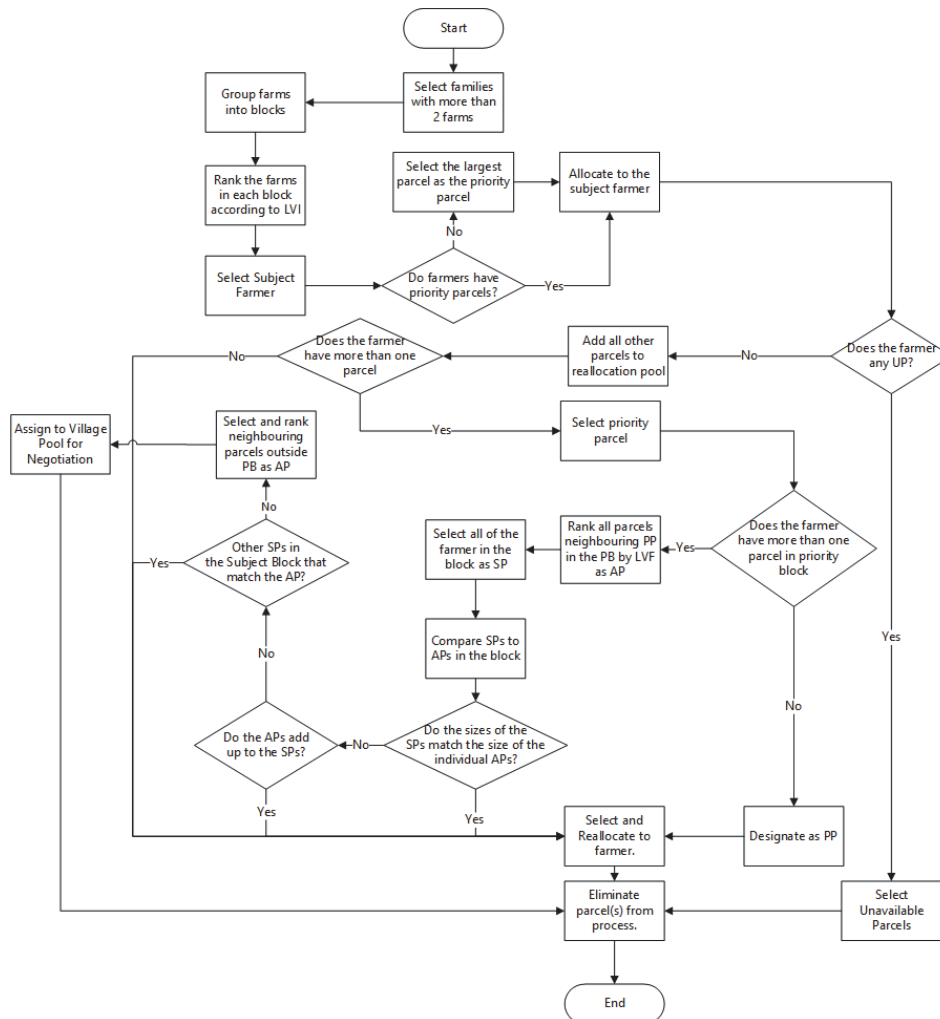 Start
Select families
with more than
2 farms
Group farms
into blocks
Rank the farms
in each block
according to LVI
Select Subject
Farmer
Do farmers have
priority parcels?
No
Yes
Select the largest
parcel as the priority
parcel
Allocate to the
subject farmer
Does the farmer
any UP?
No
Yes
Add all other
parcels to
reallocation pool
Does the farmer
have more than one
parcel
No
Yes
Select priority
parcel
Assign to Village
Pool for
Negotiation
Select and rank
neighbouring
parcels outside
PB as AP
No
Does the farmer
have more than one
parcel in priority
block
Yes
No
Rank all parcels
neighbouring PP
in the PB by LVF
as AP
Select all of the
farmer in the
block as SP
Other SPs in
the Subject Block that
match the AP?
Yes
No
Compare SPs to
APs in the block
Do the sizes of the
SPs match the size of the
individual APs?
No
Yes
Do the APs add
up to the SPs?
Yes
Select and
Reallocate to
farmer.
Designate as PP
Eliminate
parcel(s) from
process.
Select
Unavailable
Parcels
End